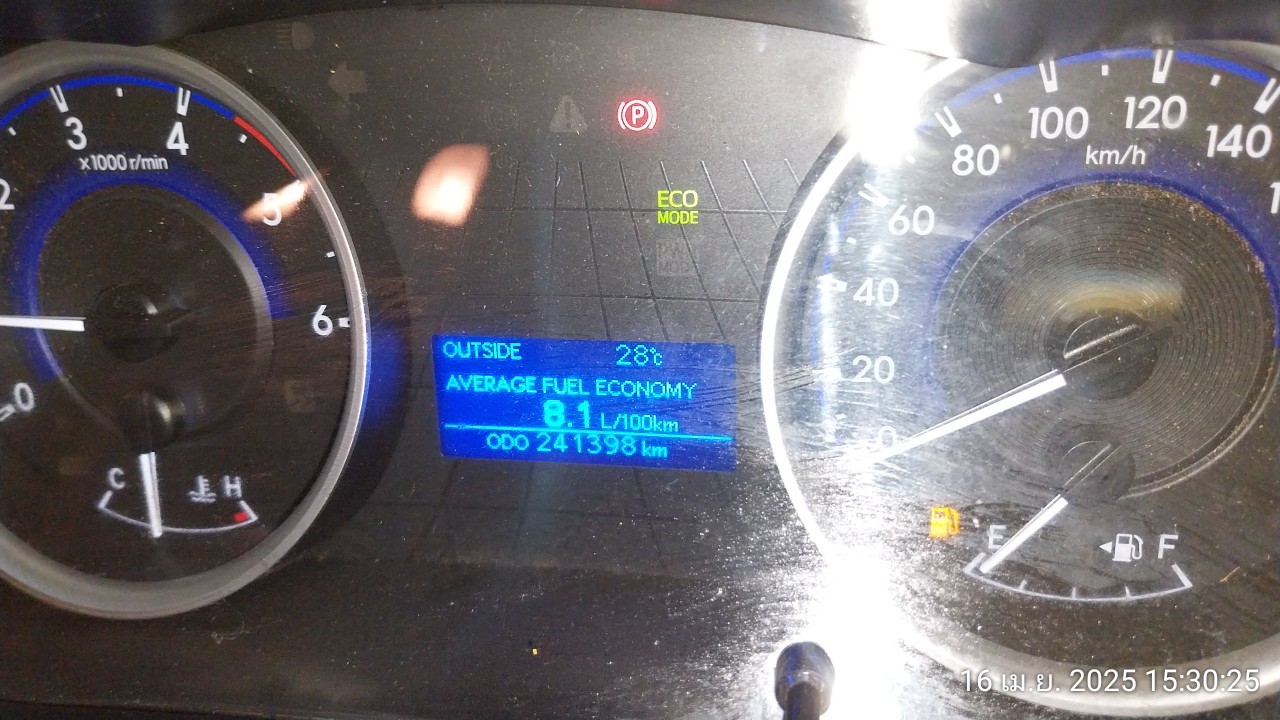 2
3
4
5
6
0
x1000 r/min
C
H
P
ECO
MODE
PWR
MODE
OUTSIDE 28℃
AVERAGE FUEL ECONOMY
8.1 L/100km
ODO 241398 km
0
20
40
60
80
100
120
140
km/h
E
F
16 เม.ย. 2025 15:30:25